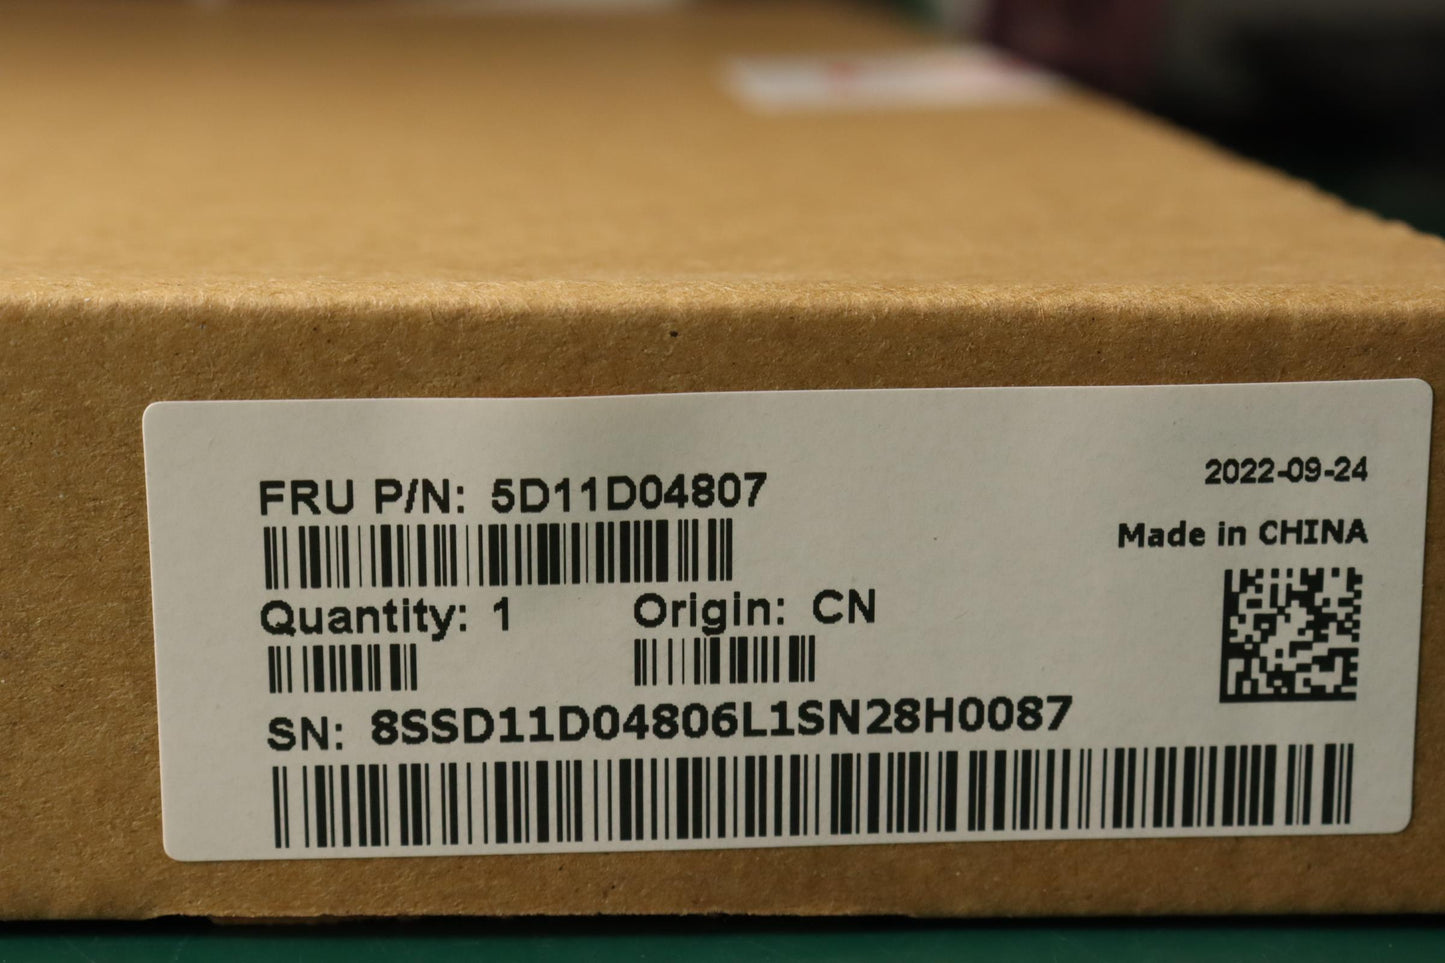 FRU P/N: 5D11D04807
2022-09-24
Made in CHINA
Quantity: 1
Origin: CN
SN: 8SSD11D04806L1SN28H0087